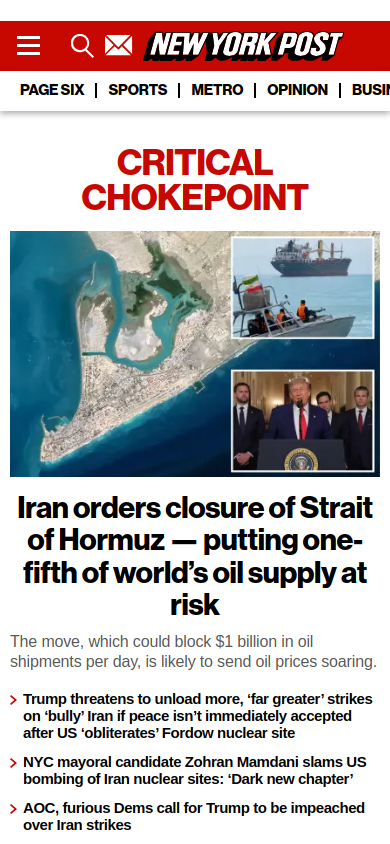 NEW YORK POST
PAGE SIX | SPORTS | METRO | OPINION | BUSIN
CRITICAL
CHOKEPOINT
Iran orders closure of Strait
of Hormuz — putting one-
fifth of world’s oil supply at
risk
The move, which could block $1 billion in oil
shipments per day, is likely to send oil prices soaring.
Trump threatens to unload more, ‘far greater’ strikes
on ‘bully’ Iran if peace isn’t immediately accepted
after US ‘obliterates’ Fordow nuclear site
NYC mayoral candidate Zohran Mamdani slams US
bombing of Iran nuclear sites: ‘Dark new chapter’
AOC, furious Dems call for Trump to be impeached
over Iran strikes